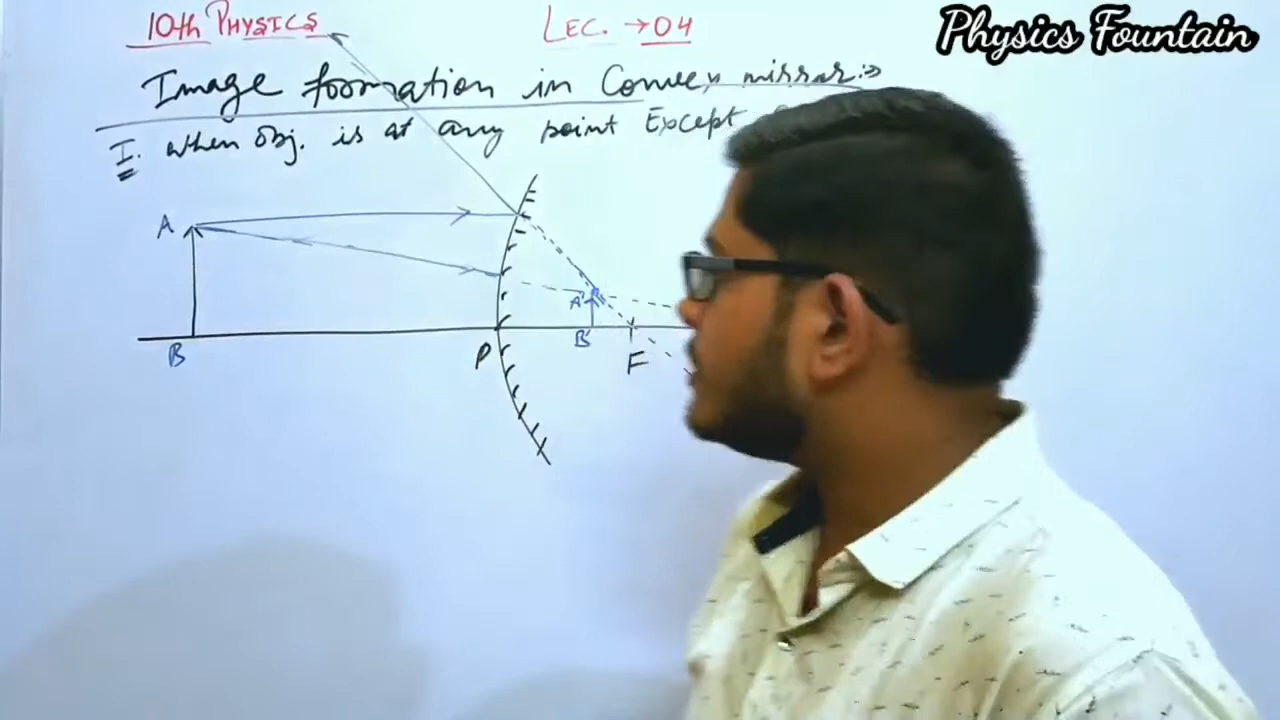 10th PHYSICS
LEC. → 04
Physics Fountain
Image formation in Convex mirror:→
I. when obj. is at any point Except
A
A'
B
P
B'
F